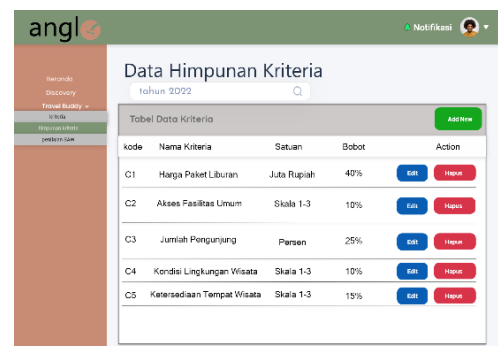 anglo
Notifikasi
Beranda
Discovery
Travel Buddy
kriteria
Himpunan kriteria
penilaian SAW
Data Himpunan Kriteria
tahun 2022
Tabel Data Kriteria
Add New
kode Nama Kriteria Satuan Bobot Action
C1 Harga Paket Liburan Juta Rupiah 40% Edit Hapus
C2 Akses Fasilitas Umum Skala 1-3 10% Edit Hapus
C3 Jumlah Pengunjung Persen 25% Edit Hapus
C4 Kondisi Lingkungan Wisata Skala 1-3 10% Edit Hapus
C5 Ketersediaan Tempat Wisata Skala 1-3 15% Edit Hapus